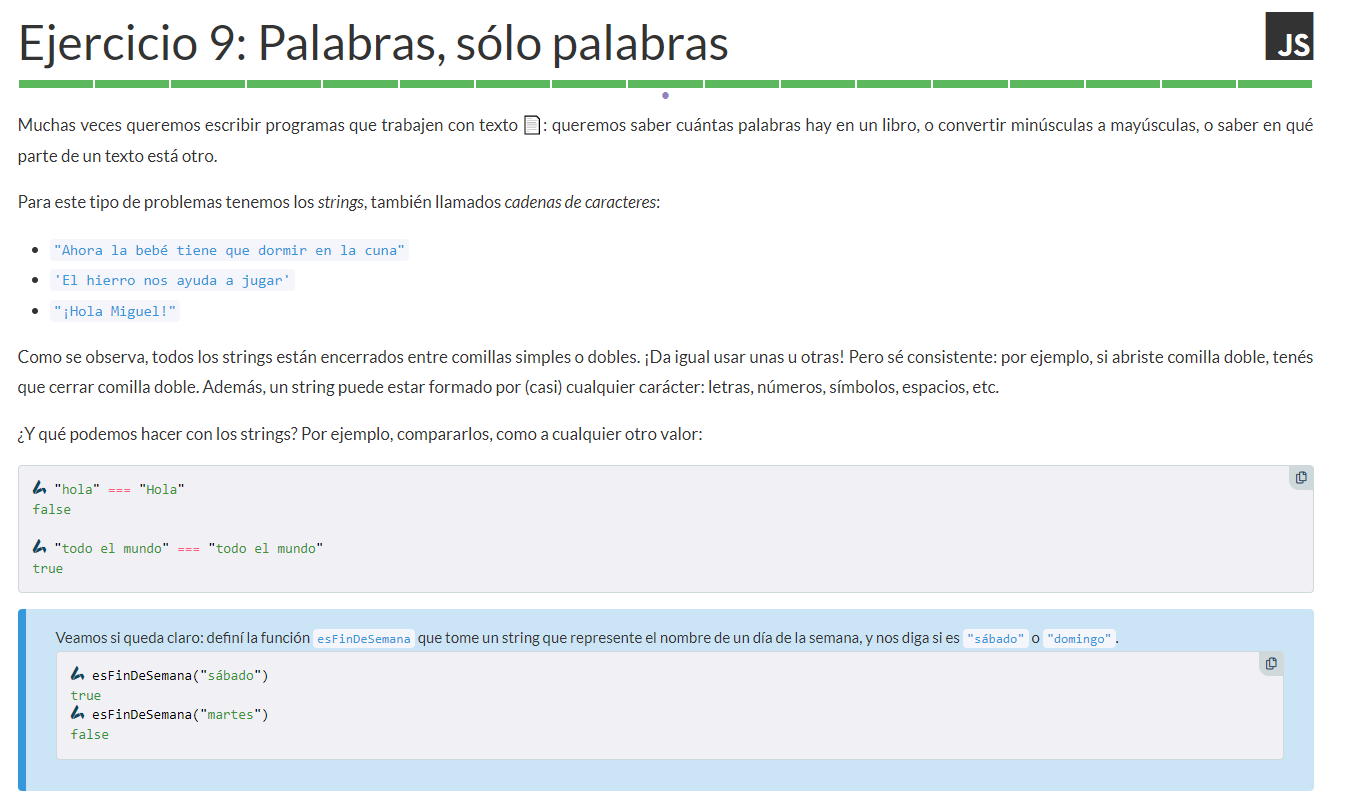 Ejercicio 9: Palabras, sólo palabras
JS
Muchas veces queremos escribir programas que trabajen con texto 📄: queremos saber cuántas palabras hay en un libro, o convertir minúsculas a mayúsculas, o saber en qué
parte de un texto está otro.
Para este tipo de problemas tenemos los strings, también llamados cadenas de caracteres:
"Ahora la bebé tiene que dormir en la cuna"
'El hierro nos ayuda a jugar'
"¡Hola Miguel!"
Como se observa, todos los strings están encerrados entre comillas simples o dobles. ¡Da igual usar unas u otras! Pero sé consistente: por ejemplo, si abriste comilla doble, tenés
que cerrar comilla doble. Además, un string puede estar formado por (casi) cualquier carácter: letras, números, símbolos, espacios, etc.
¿Y qué podemos hacer con los strings? Por ejemplo, compararlos, como a cualquier otro valor:
"hola" === "Hola"
false
"todo el mundo" === "todo el mundo"
true
Veamos si queda claro: definí la función esFinDeSemana que tome un string que represente el nombre de un día de la semana, y nos diga si es "sábado" o "domingo".
esFinDeSemana("sábado")
true
esFinDeSemana("martes")
false